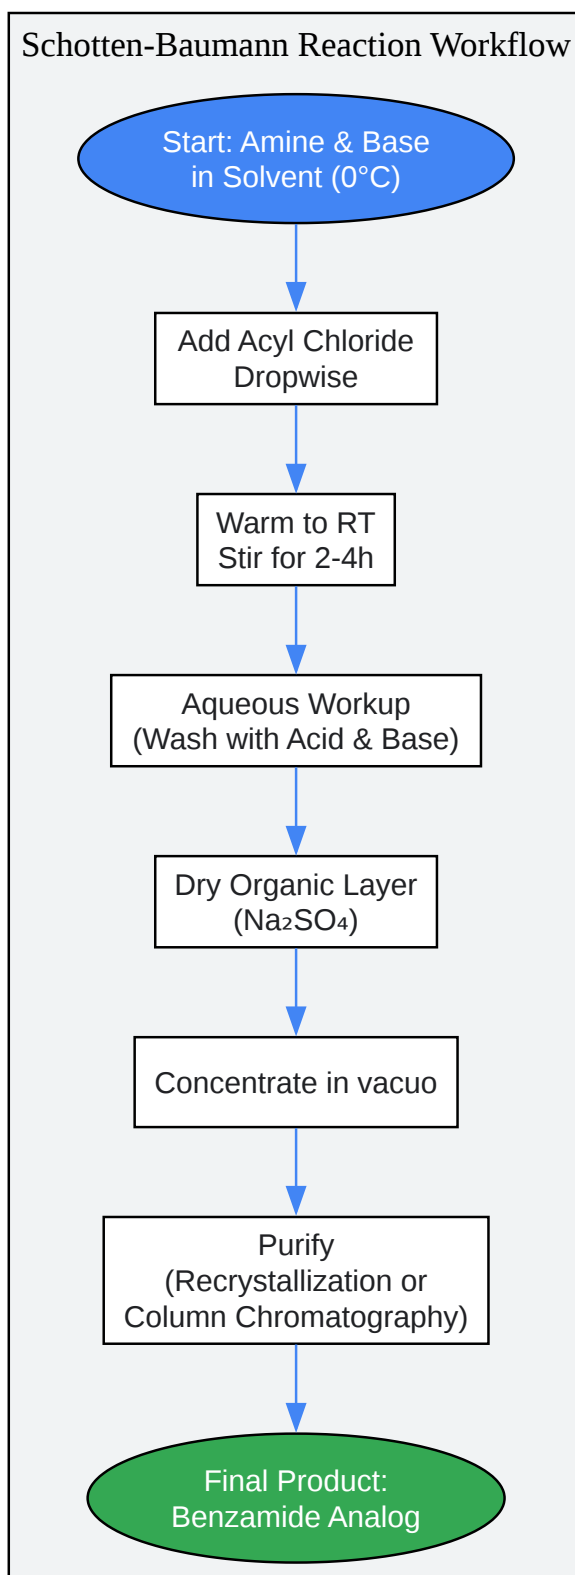 Schotten-Baumann Reaction Workflow
Start: Amine & Base
in Solvent (0°C)
Add Acyl Chloride
Dropwise
Warm to RT
Stir for 2-4h
Aqueous Workup
(Wash with Acid & Base)
Dry Organic Layer
(Na₂SO₄)
Concentrate in vacuo
Purify
(Recrystallization or
Column Chromatography)
Final Product:
Benzamide Analog